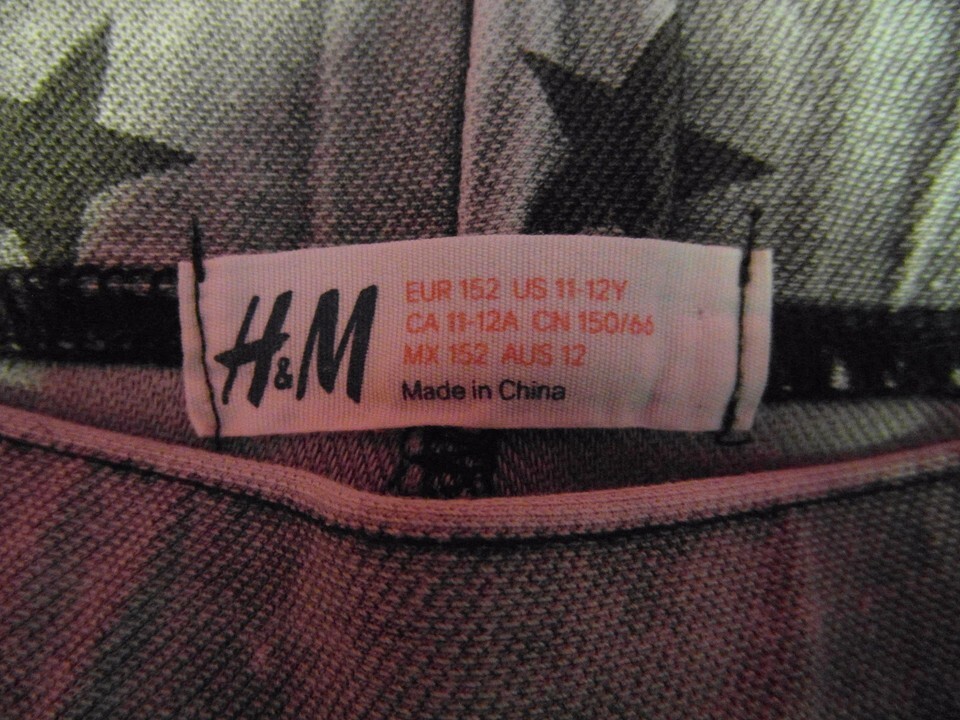 H&M
EUR 152 US 11-12Y
CA 11-12A CN 150/66
MX 152 AUS 12
Made in China